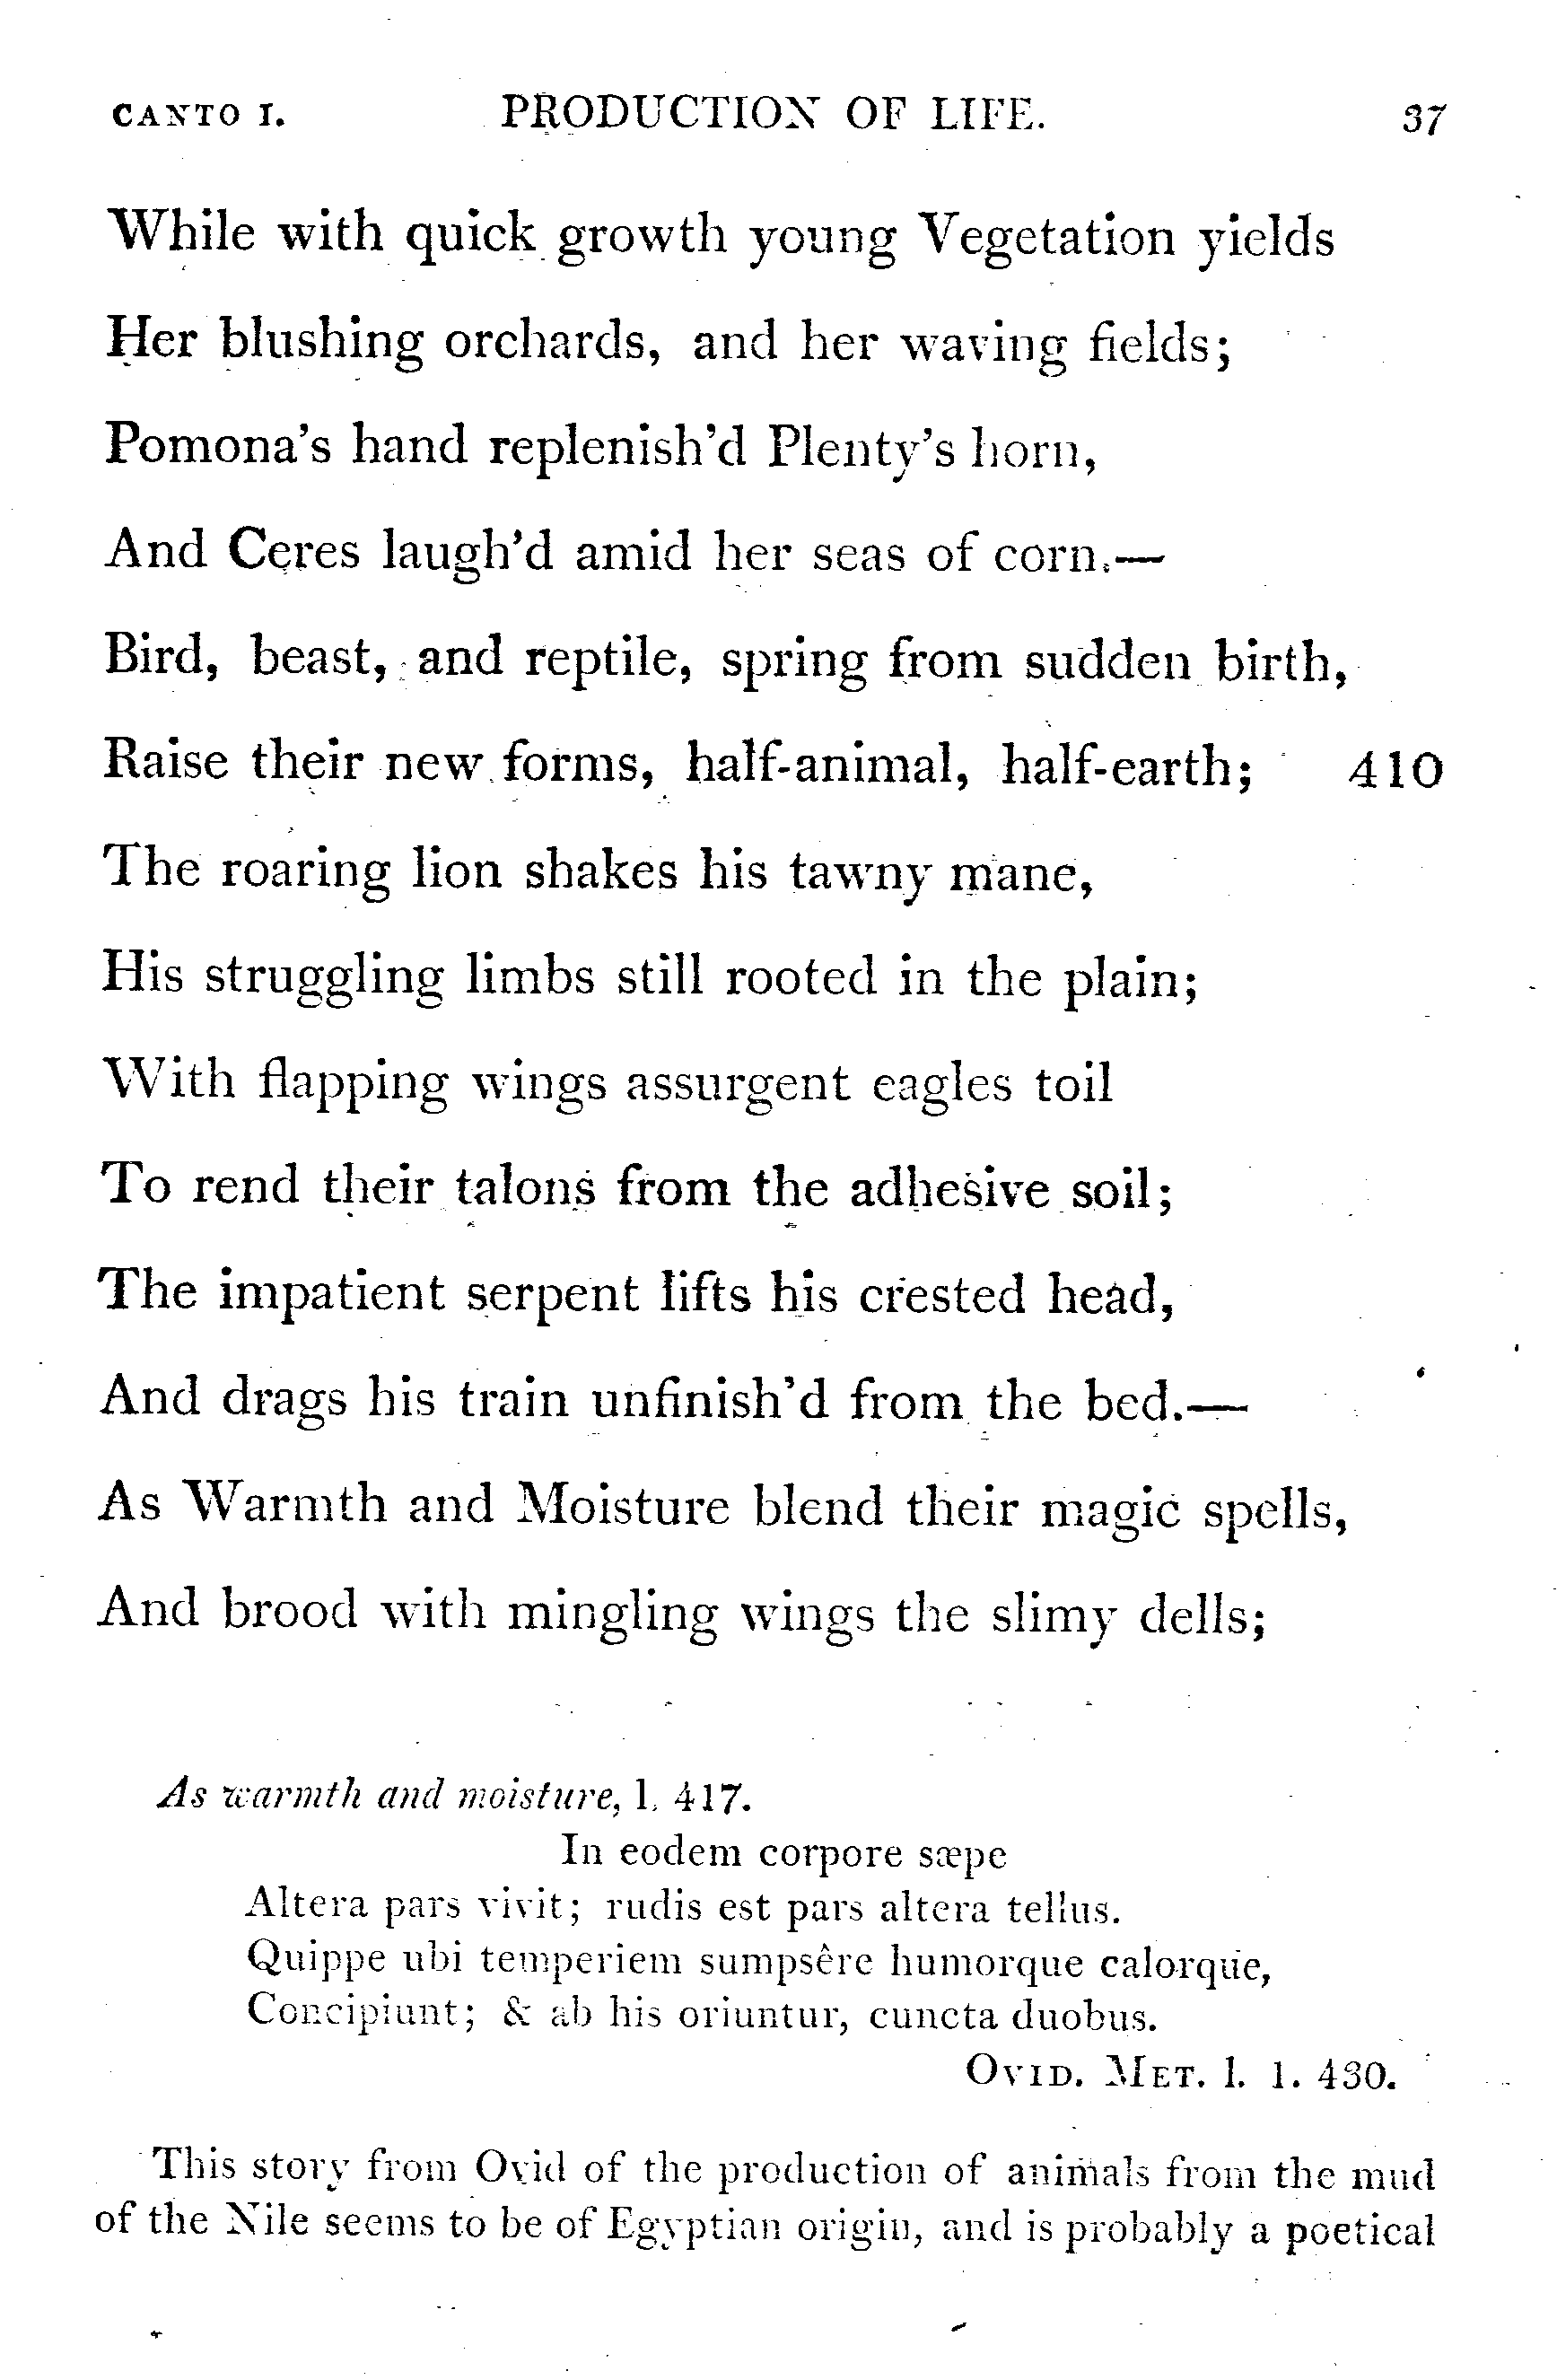 CANTO I. PRODUCTION OF LIFE. 37
While with quick growth young Vegetation yields
Her blushing orchards, and her waving fields;
Pomona's hand replenish'd Plenty's horn,
And Ceres laugh'd amid her seas of corn.—
Bird, beast, and reptile, spring from sudden birth,
Raise their new forms, half-animal, half-earth; 410
The roaring lion shakes his tawny mane,
His struggling limbs still rooted in the plain;
With flapping wings assurgent eagles toil
To rend their talons from the adhesive soil;
The impatient serpent lifts his crested head,
And drags his train unfinish'd from the bed.—
As Warmth and Moisture blend their magic spells,
And brood with mingling wings the slimy dells;
As warmth and moisture, l. 417.
In eodem corpore sæpe
Altera pars vivit; rudis est pars altera tellus.
Quippe ubi temperiem sumpsêre humorque calorque,
Concipiunt; & ab his oriuntur, cuncta duobus.
OVID. MET. l. 1. 430.
This story from Ovid of the production of animals from the mud
of the Nile seems to be of Egyptian origin, and is probably a poetical